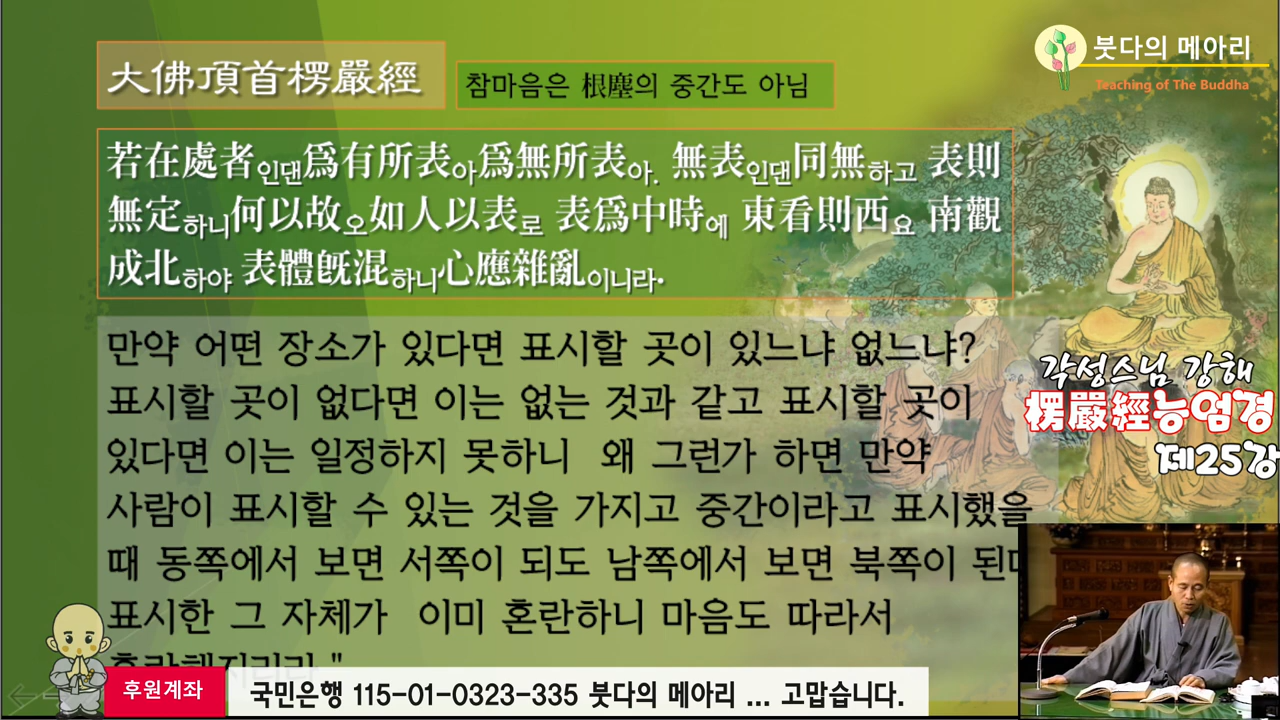 大佛頂首楞嚴經
참마음은 根塵의 중간도 아님
붓다의 메아리
Teaching of The Buddha
若在處者인댄爲有所表아爲無所表아. 無表인댄同無하고 表則
無定하니何以故오如人以表로 表爲中時에 東看則西요 南觀
成北하야 表體旣混하니心應雜亂이니라.
만약 어떤 장소가 있다면 표시할 곳이 있느냐 없느냐?
표시할 곳이 없다면 이는 없는 것과 같고 표시할 곳이
있다면 이는 일정하지 못하니 왜 그런가 하면 만약
사람이 표시할 수 있는 것을 가지고 중간이라고 표시했을
때 동쪽에서 보면 서쪽이 되도 남쪽에서 보면 북쪽이
표시한 그 자체가 이미 혼란하니 마음도 따라서
각성스님 강해
楞嚴經능엄경
제25강
후원계좌
국민은행 115-01-0323-335 붓다의 메아리 ... 고맙습니다.